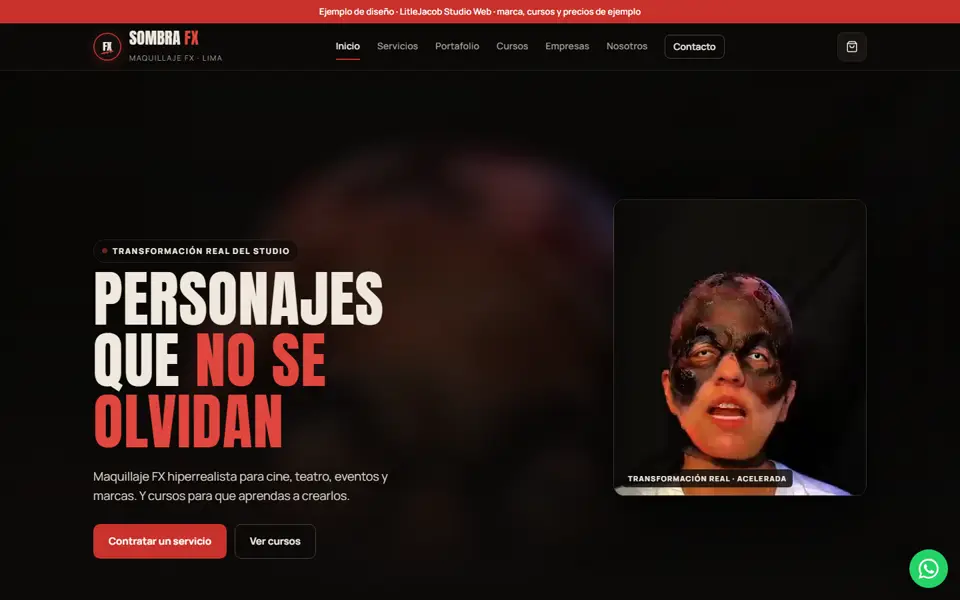 Ejemplo de diseño · LitleJacob Studio Web · marca, cursos y precios de ejemplo
FX
SOMBRA FX
MAQUILLAJE FX · LIMA
Inicio
Servicios
Portafolio
Cursos
Empresas
Nosotros
Contacto
TRANSFORMACIÓN REAL DEL STUDIO
PERSONAJES
QUE NO SE
OLVIDAN
Maquillaje FX hiperrealista para cine, teatro, eventos y
marcas. Y cursos para que aprendas a crearlos.
Contratar un servicio
Ver cursos
TRANSFORMACIÓN REAL · ACELERADA